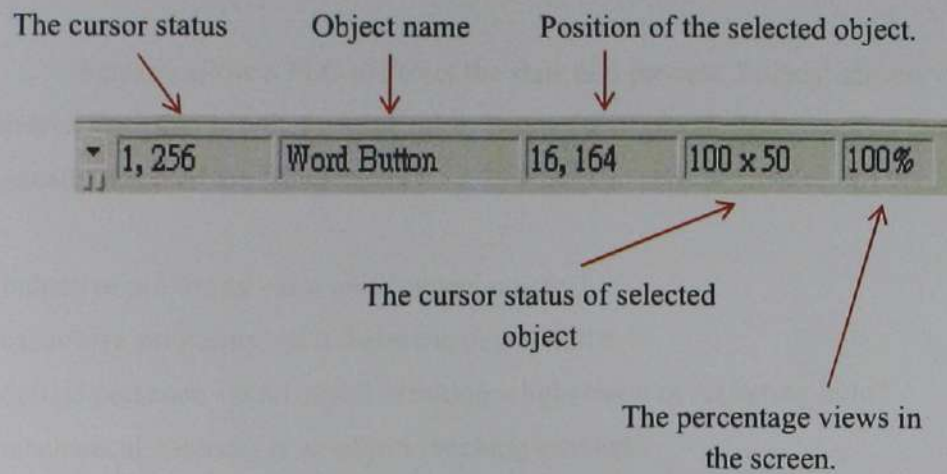 The cursor status
Object name
Position of the selected object.
1, 256
Word Button
16, 164
100 x 50
100%
The cursor status of selected
object
The percentage views in
the screen.